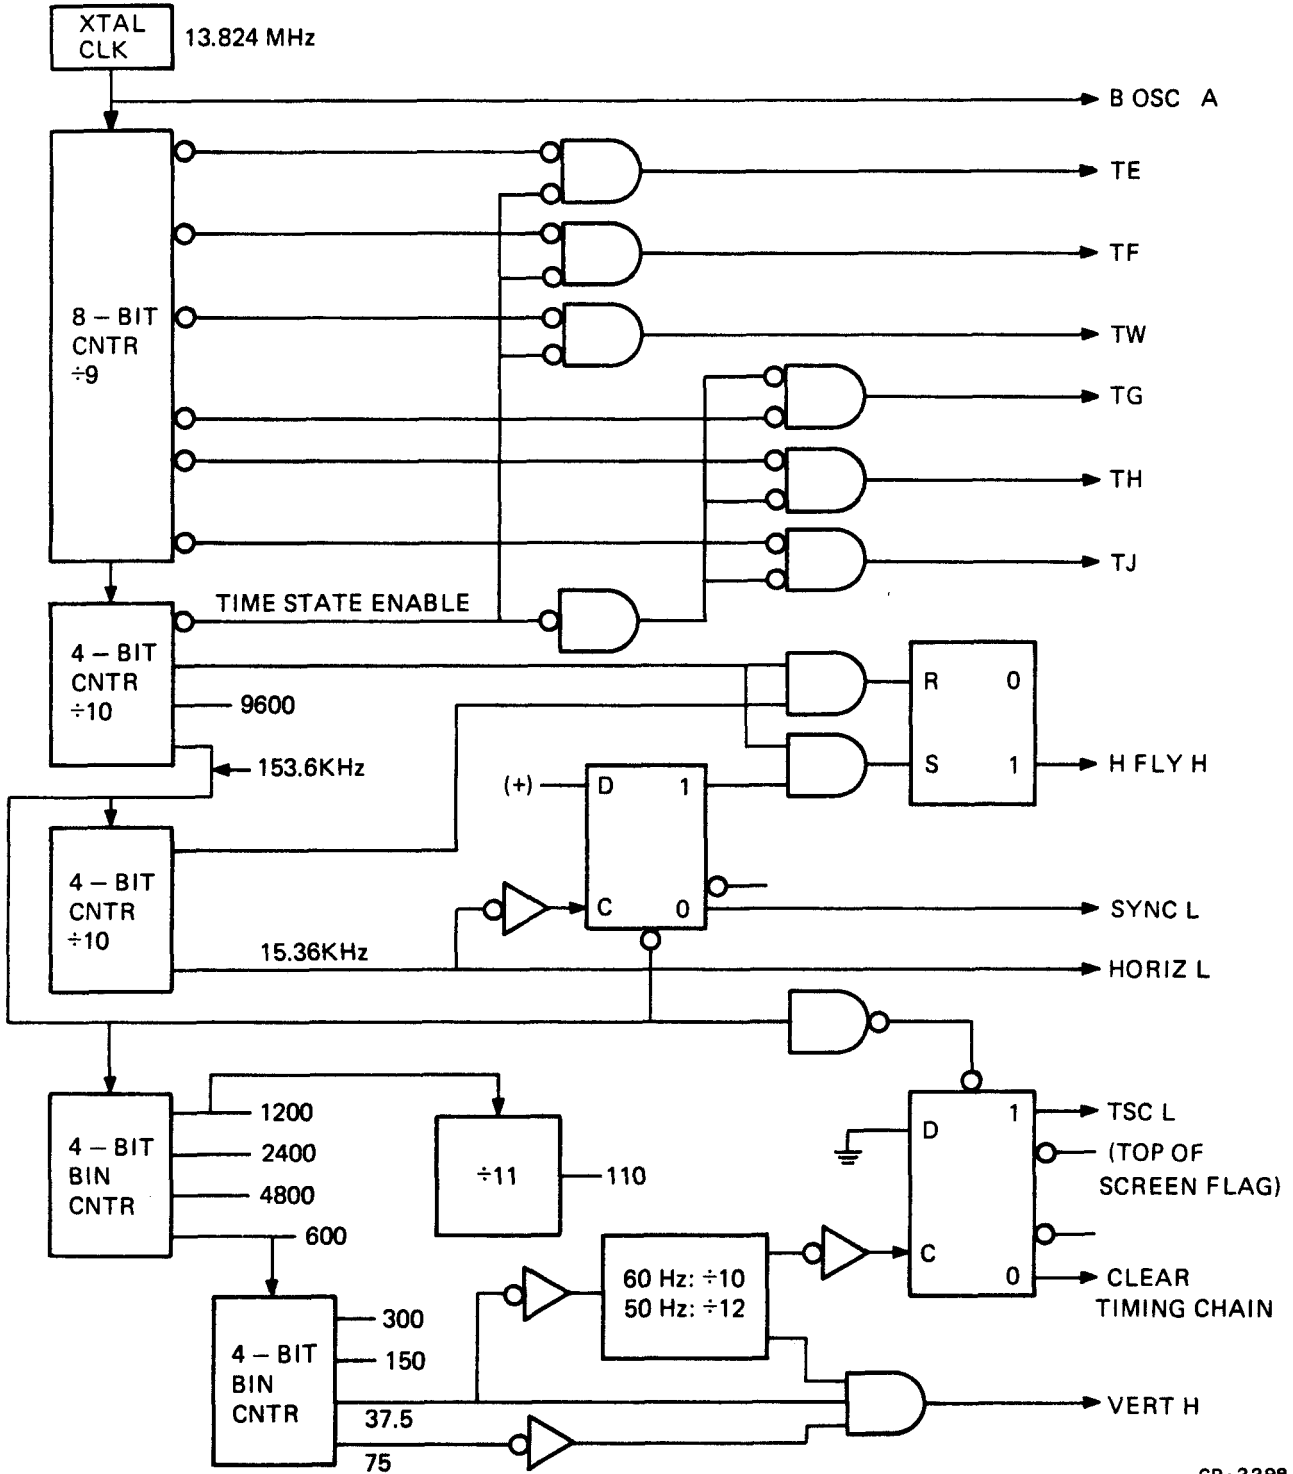 XTAL
CLK
13.824 MHz
B OSC A
TE
TF
TW
8 – BIT
CNTR
÷9
TG
TH
TJ
TIME STATE ENABLE
4 – BIT
CNTR
÷10
9600
153.6KHz
R 0
S 1
H FLY H
(+)
D 1
C 0
SYNC L
4 – BIT
CNTR
÷10
15.36KHz
HORIZ L
4 – BIT
BIN
CNTR
1200
2400
4800
600
÷11
110
D 1
C
0
TSC L
(TOP OF
SCREEN FLAG)
CLEAR
TIMING CHAIN
60 Hz: ÷10
50 Hz: ÷12
4 – BIT
BIN
CNTR
300
150
37.5
75
VERT H